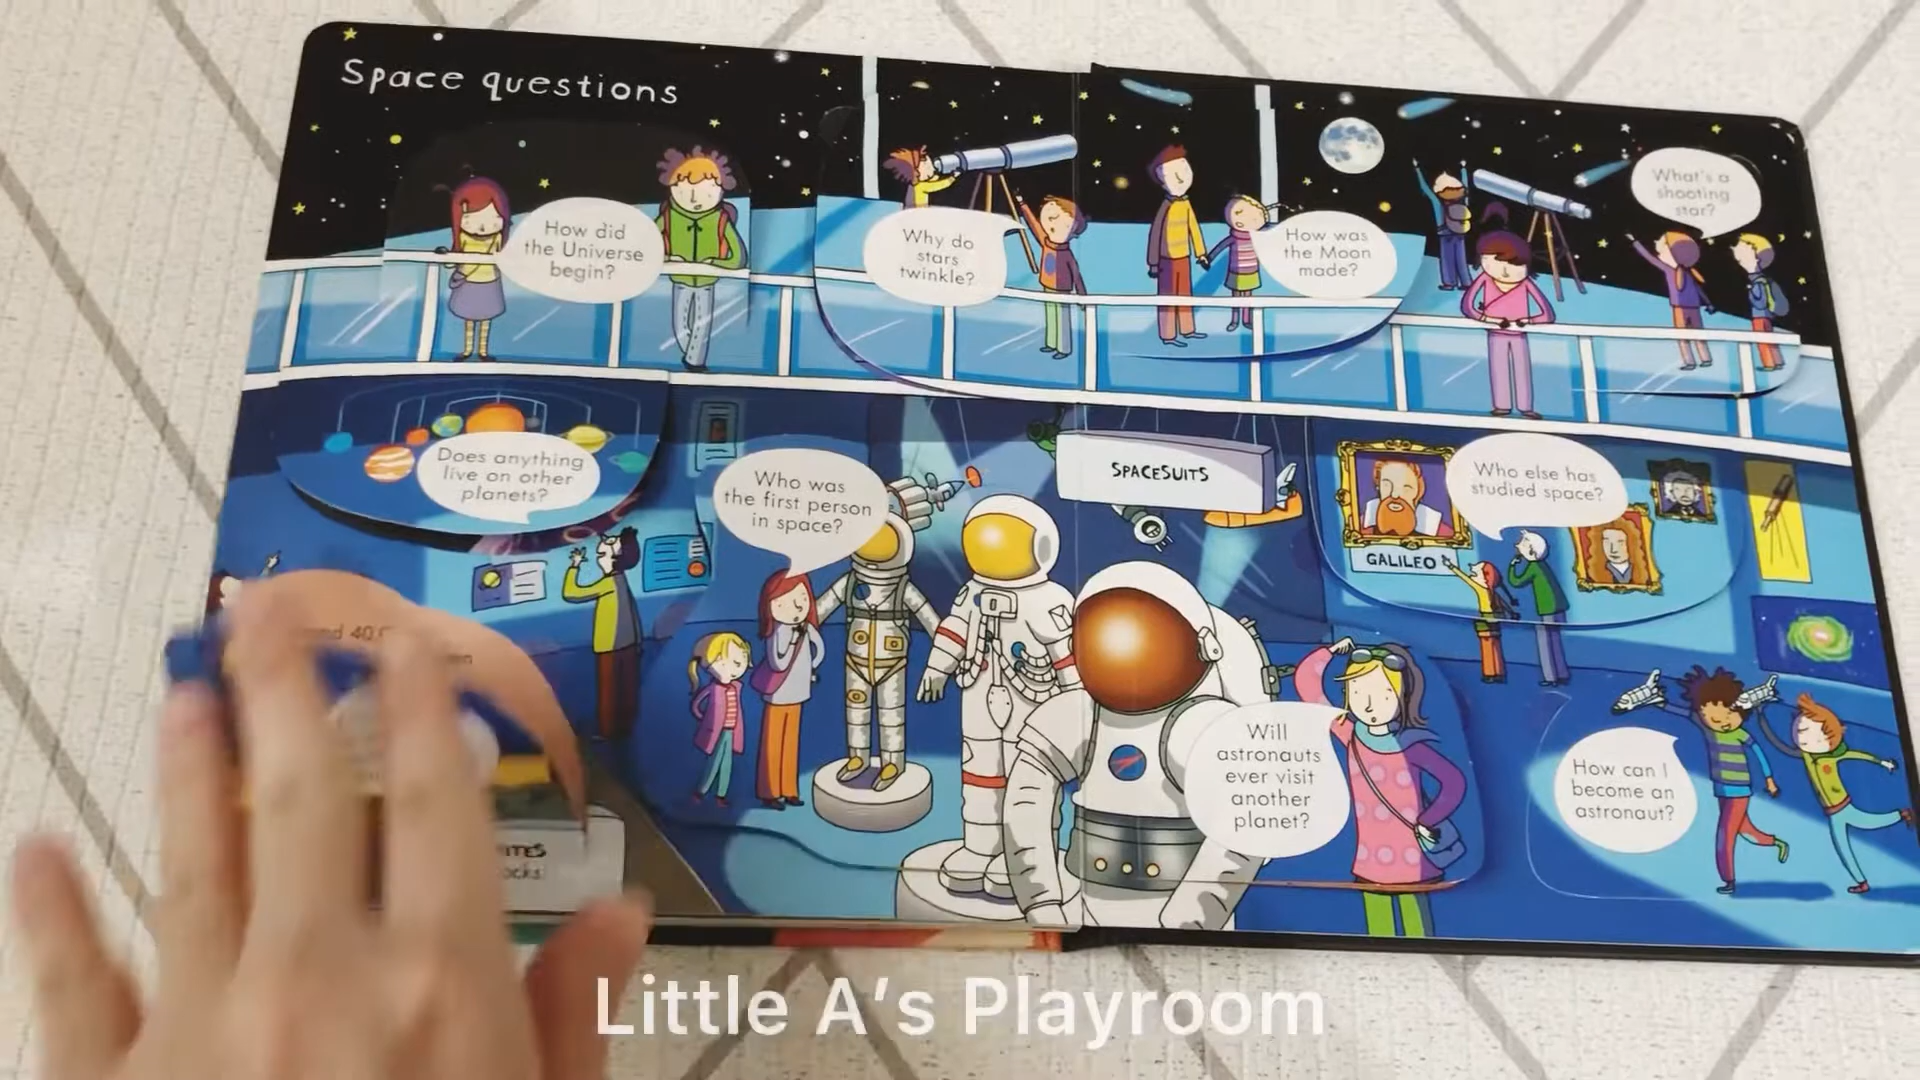 Space questions
How did
the Universe
begin?
Why do
stars
twinkle?
How was
the Moon
made?
What's a
shooting
star?
Does anything
live on other
planets?
Who was
the first person
in space?
SPACESUITS
Who else has
studied space?
GALILEO
Will
astronauts
ever visit
another
planet?
How can I
become an
astronaut?
Little A's Playroom